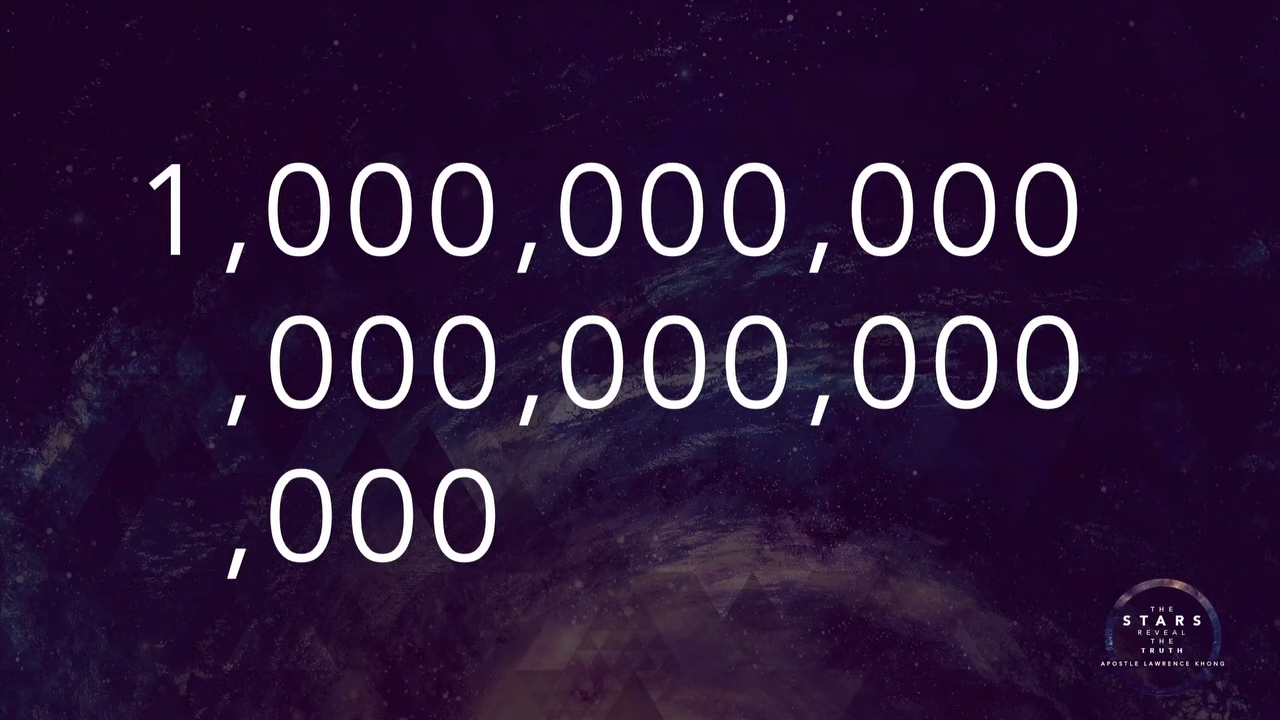 1,000,000,000
,000,000,000
,000
THE
STARS
REVEAL
THE
TRUTH
APOSTLE LAWRENCE KHONG